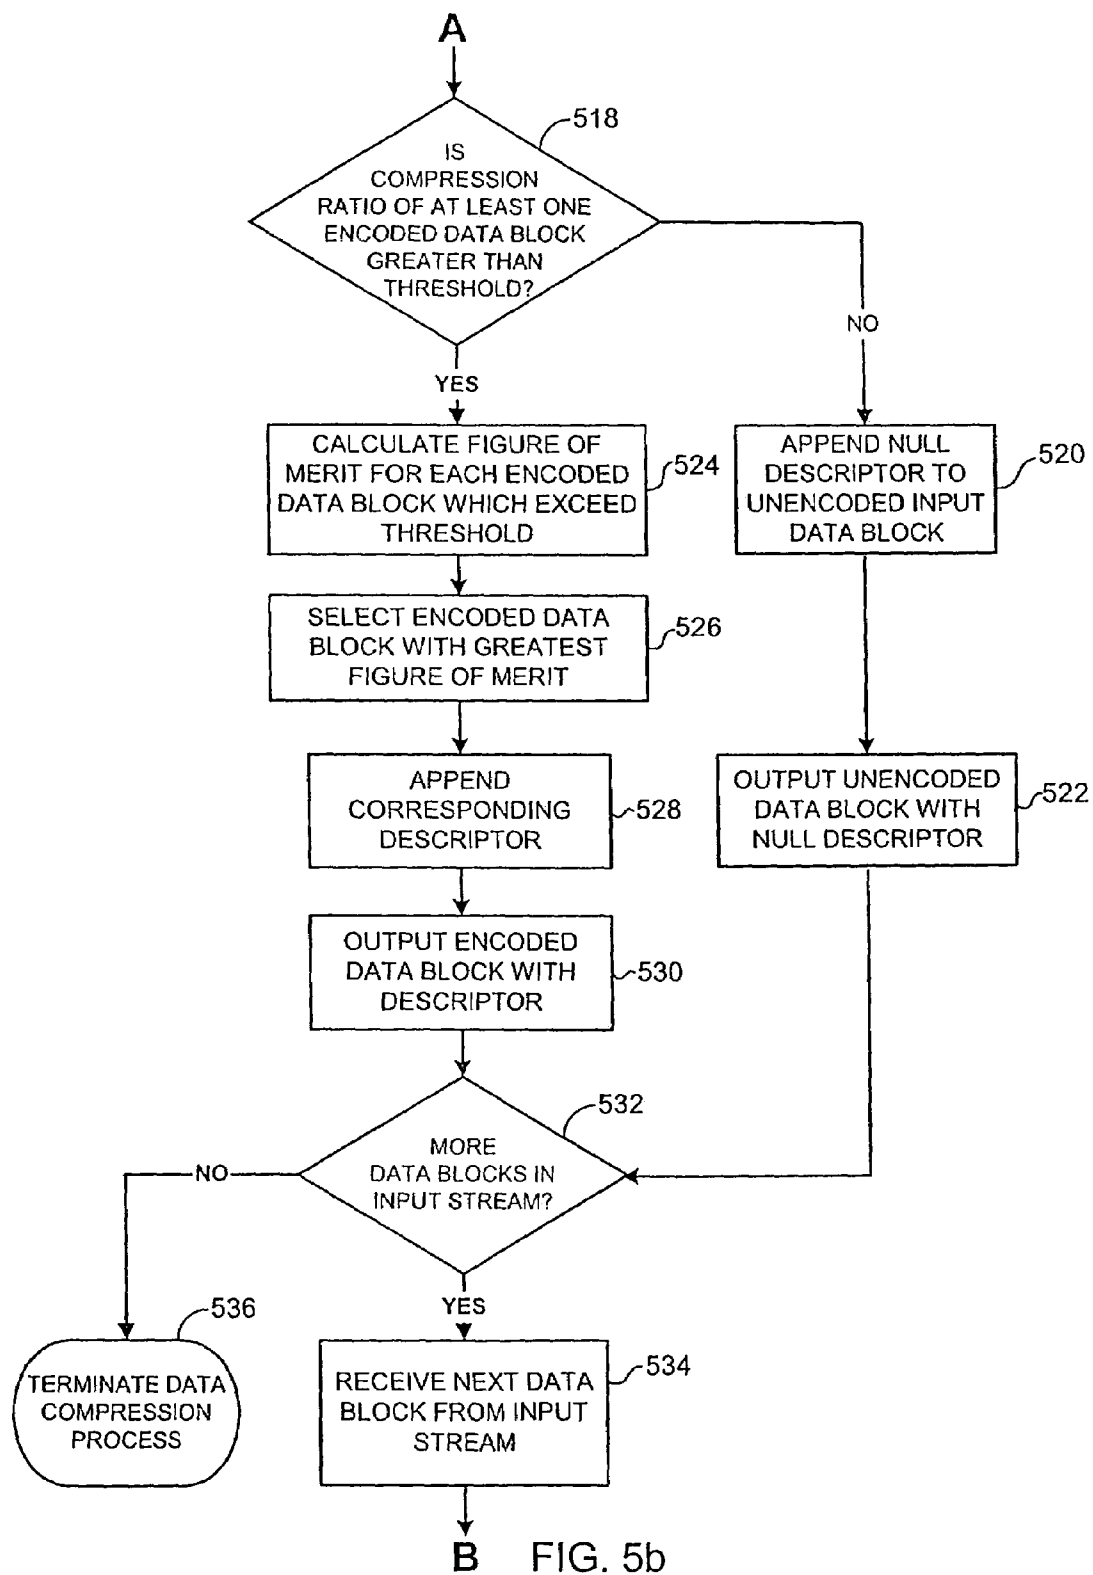 A
518
IS
COMPRESSION
RATIO OF AT LEAST ONE
ENCODED DATA BLOCK
GREATER THAN
THRESHOLD?
NO
YES
CALCULATE FIGURE OF
MERIT FOR EACH ENCODED
DATA BLOCK WHICH EXCEED
THRESHOLD
524
APPEND NULL
DESCRIPTOR TO
UNENCODED INPUT
DATA BLOCK
520
SELECT ENCODED DATA
BLOCK WITH GREATEST
FIGURE OF MERIT
526
APPEND
CORRESPONDING
DESCRIPTOR
528
OUTPUT UNENCODED
DATA BLOCK WITH
NULL DESCRIPTOR
522
OUTPUT ENCODED
DATA BLOCK WITH
DESCRIPTOR
530
532
MORE
DATA BLOCKS IN
INPUT STREAM?
NO
YES
536
TERMINATE DATA
COMPRESSION
PROCESS
RECEIVE NEXT DATA
BLOCK FROM INPUT
STREAM
534
B FIG. 5b